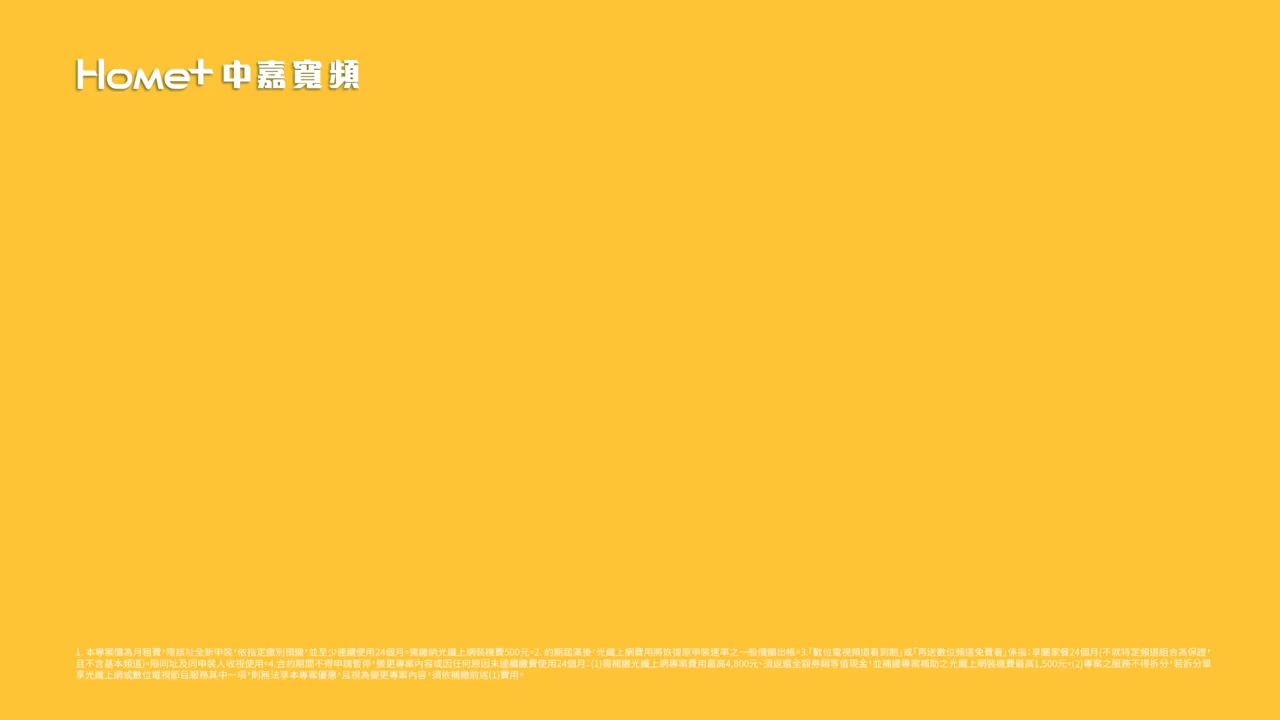 Home+ 中嘉寬頻
1. 本專案價為月租費，限該址全新申裝，依指定繳別預繳，並至少連續使用24個月。需繳納光纖上網裝機費500元。2. 約期屆滿後，光纖上網費用將恢復原申裝速率之一般價繳出帳。3.「數位電視頻道看到飽」或「再送數位頻道免費看」係指：享闔家餐24個月(不就特定頻道組合為保證，
且不含基本頻道)。限同址及同申裝人收視使用。4.合約期間不得申請暫停，變更專案內容或因任何原因未連續繳費使用24個月：(1)需補繳光纖上網專案費用最高4,800元、須返還全額券額等值現金，並補繳專案補助之光纖上網裝機費最高1,500元。(2)專案之服務不得拆分，若拆分單
享光纖上網或數位電視節目服務其中一項，則無法享本專案優惠，且視為變更專案內容，須依補繳前述(1)費用。